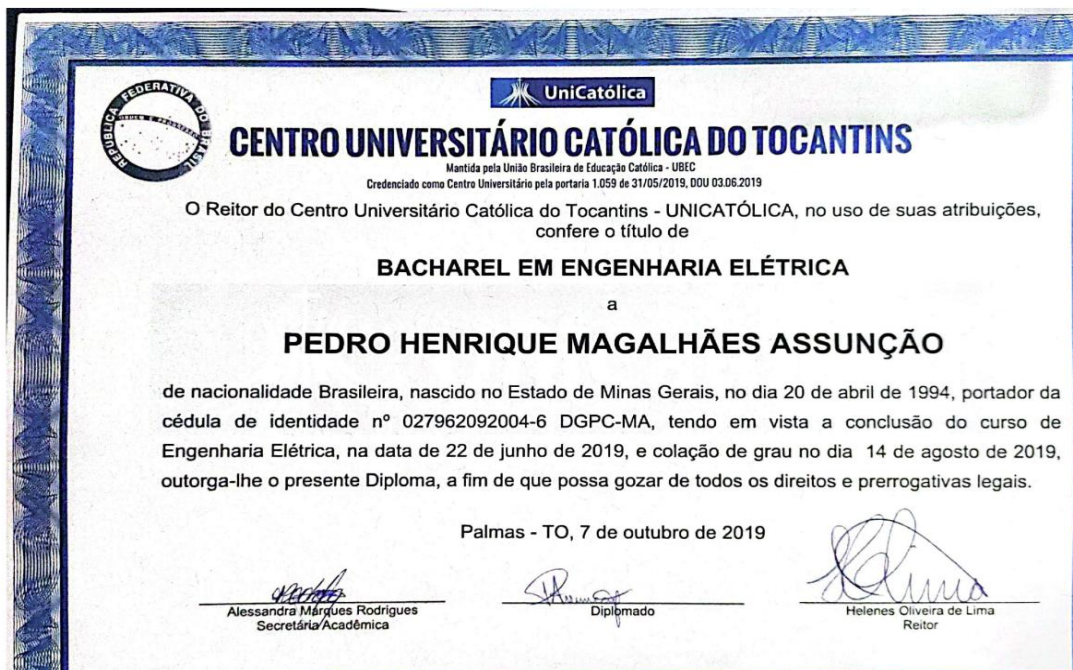 REPÚBLICA FEDERATIVA DO BRASIL
ORDEM E PROGRESSO
UniCatólica
CENTRO UNIVERSITÁRIO CATÓLICA DO TOCANTINS
Mantida pela União Brasileira de Educação Católica - UBEC
Credenciado como Centro Universitário pela portaria 1.059 de 31/05/2019, DOU 03.06.2019
O Reitor do Centro Universitário Católica do Tocantins - UNICATÓLICA, no uso de suas atribuições,
confere o título de
BACHAREL EM ENGENHARIA ELÉTRICA
a
PEDRO HENRIQUE MAGALHÃES ASSUNÇÃO
de nacionalidade Brasileira, nascido no Estado de Minas Gerais, no dia 20 de abril de 1994, portador da
cédula de identidade nº 027962092004-6 DGPC-MA, tendo em vista a conclusão do curso de
Engenharia Elétrica, na data de 22 de junho de 2019, e colação de grau no dia 14 de agosto de 2019,
outorga-lhe o presente Diploma, a fim de que possa gozar de todos os direitos e prerrogativas legais.
Palmas - TO, 7 de outubro de 2019
Alessandra Marques Rodrigues
Secretária Acadêmica
Diplomado
Helenes Oliveira de Lima
Reitor